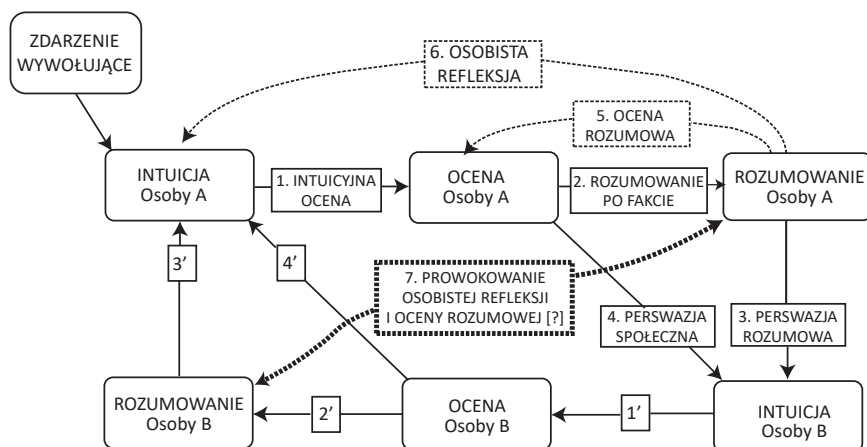 ZDARZENIE
WYWOŁUJĄCE
6. OSOBISTA
REFLEKSJA
5. OCENA
ROZUMOWA
INTUICJA
Osoby A
1. INTUICYJNA
OCENA
OCENA
Osoby A
2. ROZUMOWANIE
PO FAKCIE
ROZUMOWANIE
Osoby A
3’
4’
7. PROWOKOWANIE
OSOBISTEJ REFLEKSJI
I OCENY ROZUMOWEJ [?]
4. PERSWAZJA
SPOŁECZNA
3. PERSWAZJA
ROZUMOWA
ROZUMOWANIE
Osoby B
2’
OCENA
Osoby B
1’
INTUICJA
Osoby B